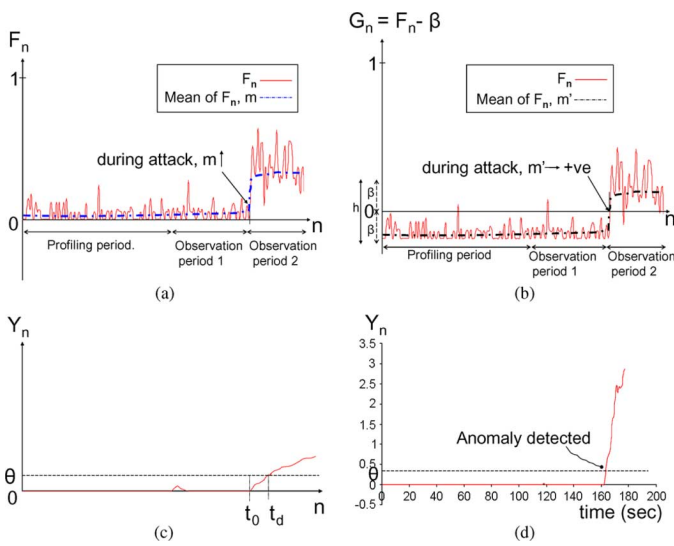 Fn
1
Fn
Mean of Fn, m
during attack, m↑
0
n
Profiling period.
Observation period 1
Observation period 2
(a)
Gn = Fn- β
1
Fn
Mean of Fn, m'
during attack, m'→ +ve
h
β
0
β
n
Profiling period
Observation period 1
Observation period 2
(b)
Yn
θ
0
t0
td
n
(c)
Yn
3.5
3
2.5
2
1.5
1
0.5
θ
0
-0.5
Anomaly detected
0 20 40 60 80 100 120 140 160 180 200
time (sec)
(d)